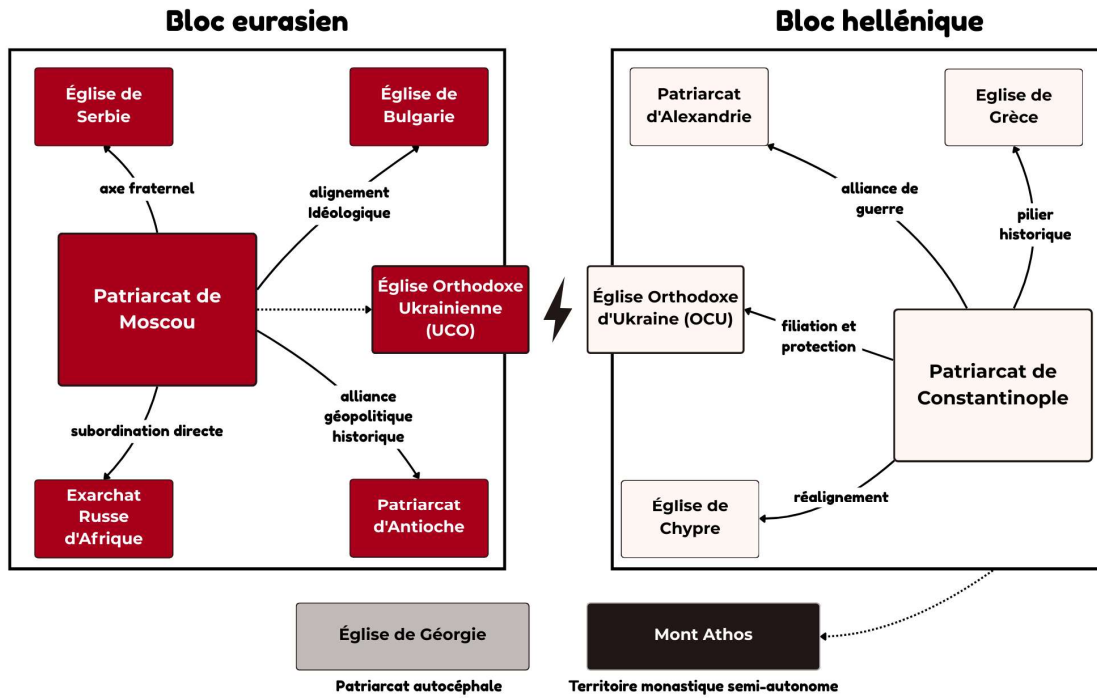 Bloc eurasien
Bloc hellénique
Église de
Serbie
Église de
Bulgarie
axe fraternel
alignement
Idéologique
Patriarcat de
Moscou
Église Orthodoxe
Ukrainienne
(UCO)
alliance
géopolitique
historique
subordination directe
Exarchat
Russe
d'Afrique
Patriarcat
d'Antioche
Patriarcat
d'Alexandrie
Eglise de
Grèce
alliance de
guerre
pilier
historique
Église Orthodoxe
d'Ukraine (OCU)
filiation et
protection
Patriarcat de
Constantinople
réalignement
Église de
Chypre
Église de Géorgie
Patriarcat autocéphale
Mont Athos
Territoire monastique semi-autonome